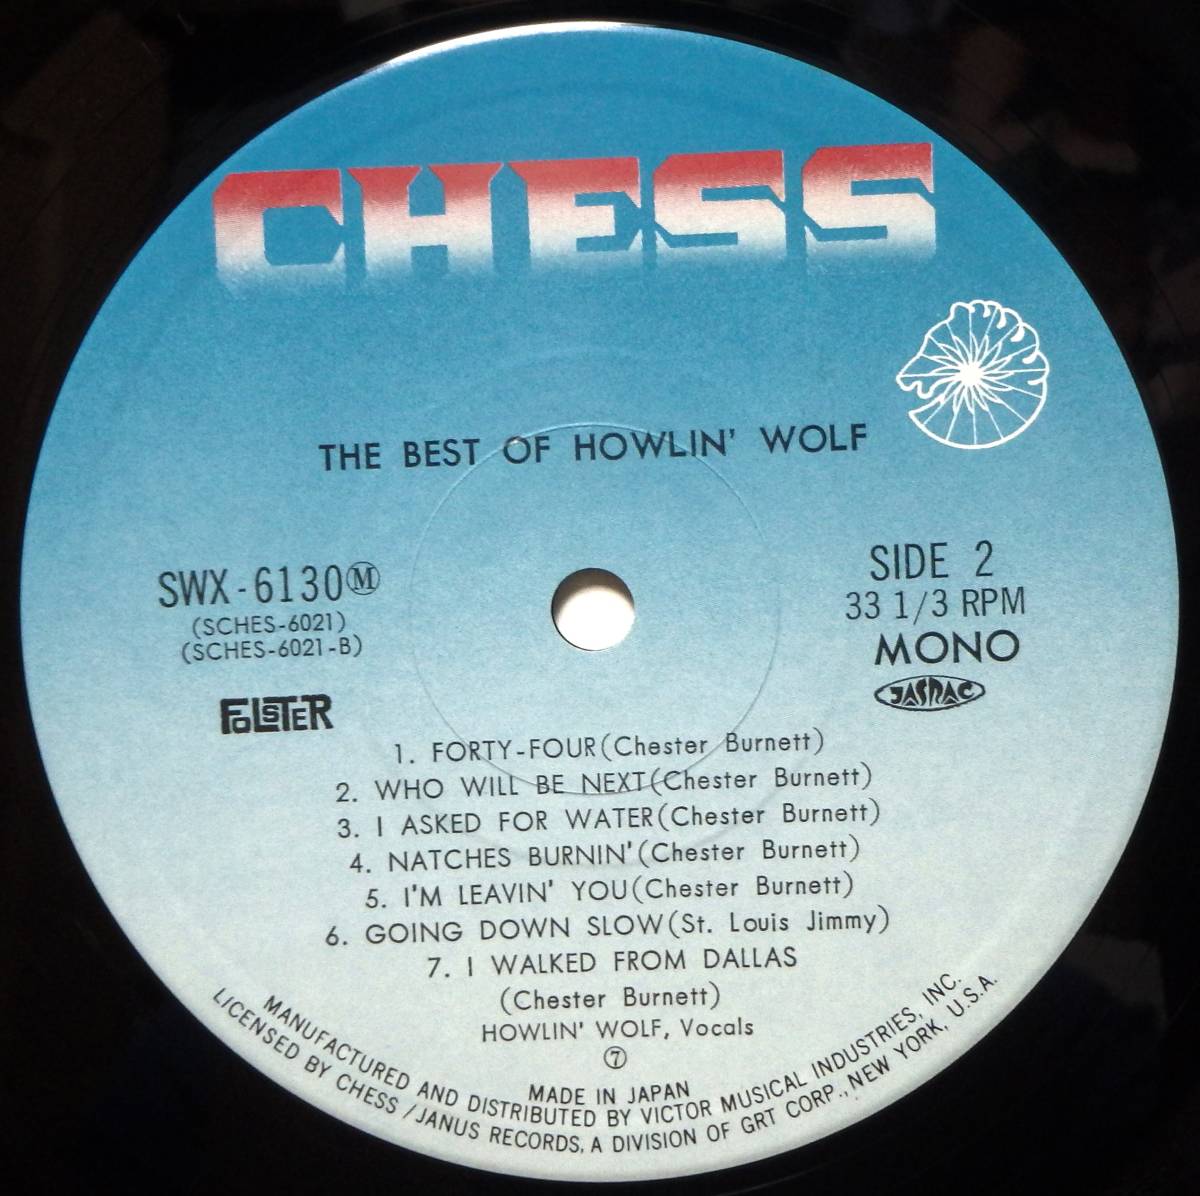 CHESS
THE BEST OF HOWLIN' WOLF
SWX-6130Ⓜ
(SCHES-6021)
(SCHES-6021-B)
FOLSTER
SIDE 2
33 1/3 RPM
MONO
JASRAC
1. FORTY-FOUR(Chester Burnett)
2. WHO WILL BE NEXT(Chester Burnett)
3. I ASKED FOR WATER(Chester Burnett)
4. NATCHES BURNIN'(Chester Burnett)
5. I'M LEAVIN' YOU(Chester Burnett)
6. GOING DOWN SLOW(St. Louis Jimmy)
7. I WALKED FROM DALLAS
(Chester Burnett)
HOWLIN' WOLF, Vocals
⑦
MADE IN JAPAN
MANUFACTURED AND DISTRIBUTED BY VICTOR MUSICAL INDUSTRIES, INC.
LICENSED BY CHESS/JANUS RECORDS, A DIVISION OF GRT CORP., NEW YORK, U.S.A.